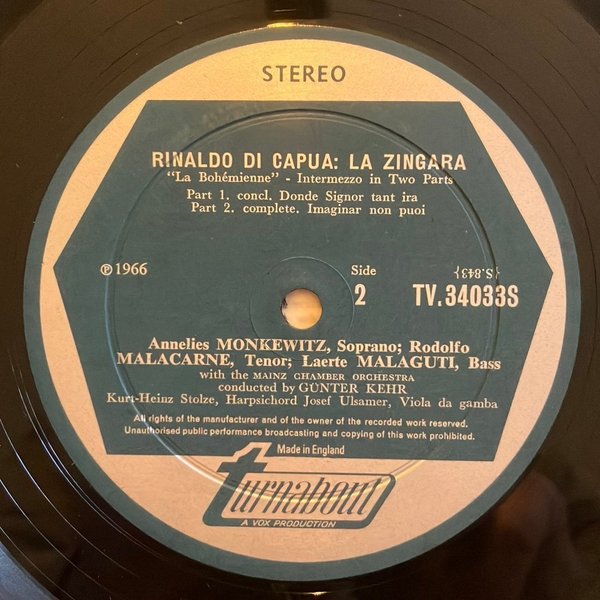 STEREO
RINALDO DI CAPUA: LA ZINGARA
"La Bohémienne" - Intermezzo in Two Parts
Part 1. concl. Donde Signor tant ira
Part 2. complete. Imaginar non puoi
℗1966
Side
2
{S.843}
TV.34033S
Annelies MONKEWITZ, Soprano; Rodolfo
MALACARNE, Tenor; Laerte MALAGUTI, Bass
with the MAINZ CHAMBER ORCHESTRA
conducted by GÜNTER KEHR
Kurt-Heinz Stolze, Harpsichord Josef Ulsamer, Viola da gamba
All rights of the manufacturer and of the owner of the recorded work reserved.
Unauthorised public performance broadcasting and copying of this work prohibited.
Made in England
turnabout
A VOX PRODUCTION